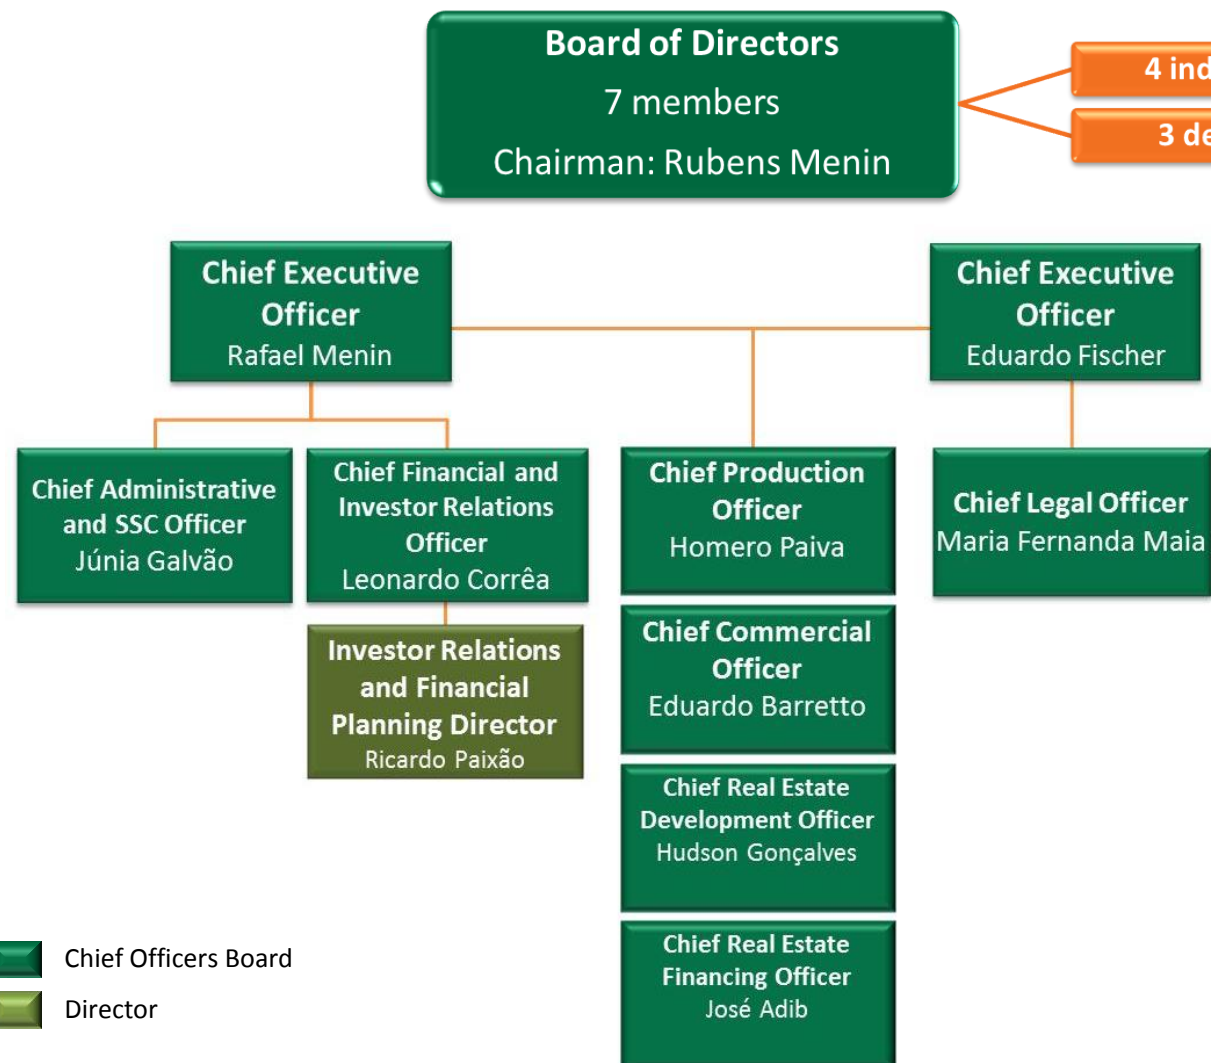 Board of Directors
7 members
Chairman: Rubens Menin
4
3
Chief Executive
Officer
Rafael Menin
Chief Executive
Officer
Eduardo Fischer
Chief Administrative
and SSC Officer
Júnia Galvão
Chief Financial and
Investor Relations
Officer
Leonardo Corrêa
Chief Production
Officer
Homero Paiva
Chief Legal Officer
Maria Fernanda Maia
Investor Relations
and Financial
Planning Director
Ricardo Paixão
Chief Commercial
Officer
Eduardo Barretto
Chief Real Estate
Development Officer
Hudson Gonçalves
Chief Real Estate
Financing Officer
José Adib
Chief Officers Board
Director